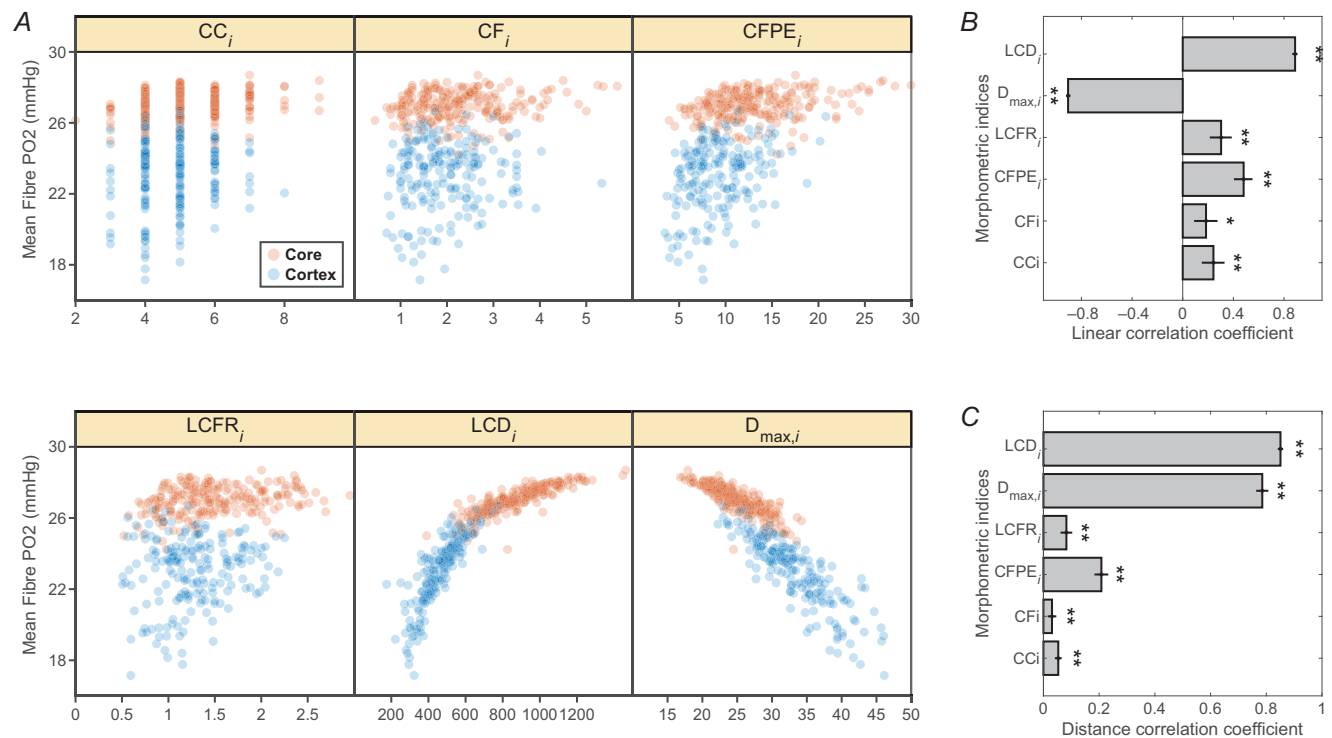 A
CCi
CFi
CFPEi
Mean Fibre PO2 (mmHg)
30
26
22
18
Core
Cortex
2 4 6 8
1 2 3 4 5
5 10 15 20 25 30
LCFRi
LCDi
Dmax,i
Mean Fibre PO2 (mmHg)
30
26
22
18
0 0.5 1 1.5 2 2.5
200 400 600 800 1000 1200
15 20 25 30 35 40 45 50
B
Morphometric indices
LCDi **
Dmax,i **
LCFRi **
CFPEi **
CFi *
CCi **
−0.8 −0.4 0 0.4 0.8
Linear correlation coefficient
C
Morphometric indices
LCDi **
Dmax,i **
LCFRi **
CFPEi **
CFi **
CCi **
0 0.2 0.4 0.6 0.8 1
Distance correlation coefficient